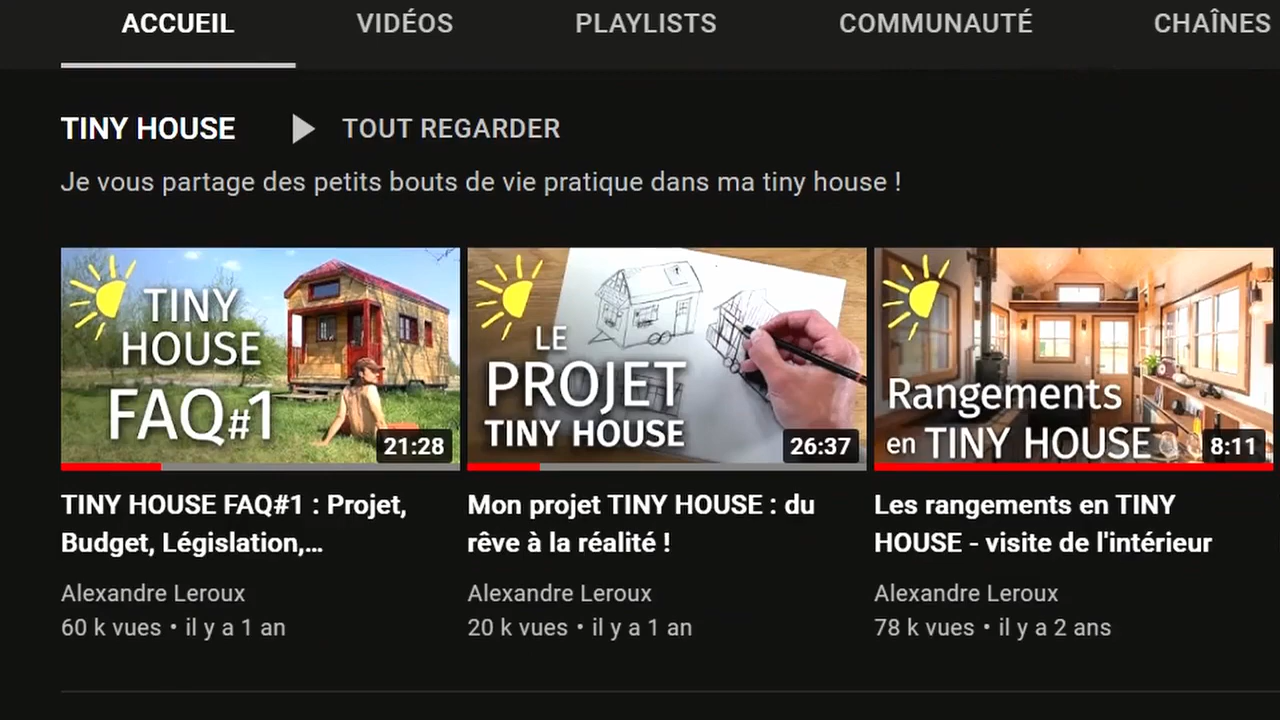 ACCUEIL
VIDÉOS
PLAYLISTS
COMMUNAUTÉ
CHAÎNES
TINY HOUSE
TOUT REGARDER
Je vous partage des petits bouts de vie pratique dans ma tiny house !
TINY
HOUSE
FAQ#1
21:28
LE
PROJET
TINY HOUSE
26:37
Rangements
en TINY HOUSE
8:11
TINY HOUSE FAQ#1 : Projet,
Budget, Législation,...
Alexandre Leroux
60 k vues • il y a 1 an
Mon projet TINY HOUSE : du
rêve à la réalité !
Alexandre Leroux
20 k vues • il y a 1 an
Les rangements en TINY
HOUSE - visite de l'intérieur
Alexandre Leroux
78 k vues • il y a 2 ans